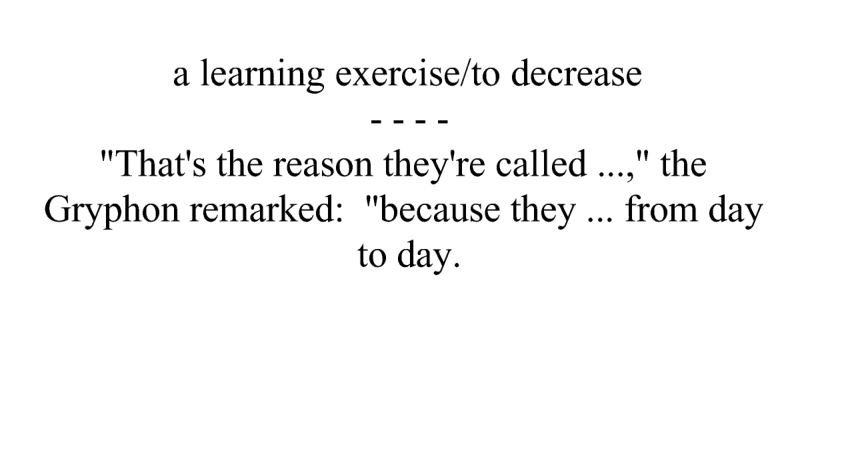 a learning exercise/to decrease
- - - -
"That's the reason they're called ...," the
Gryphon remarked:  "because they ... from day
to day.